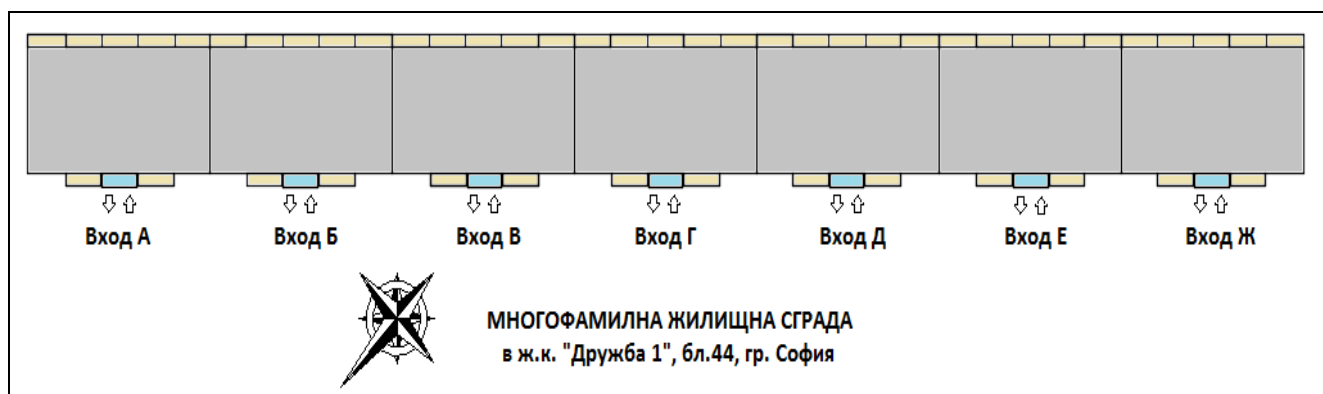 Вход А
Вход Б
Вход В
Вход Г
Вход Д
Вход Е
Вход Ж
МНОГОФАМИЛНА ЖИЛИЩНА СГРАДА
в ж.к. "Дружба 1", бл.44, гр. София